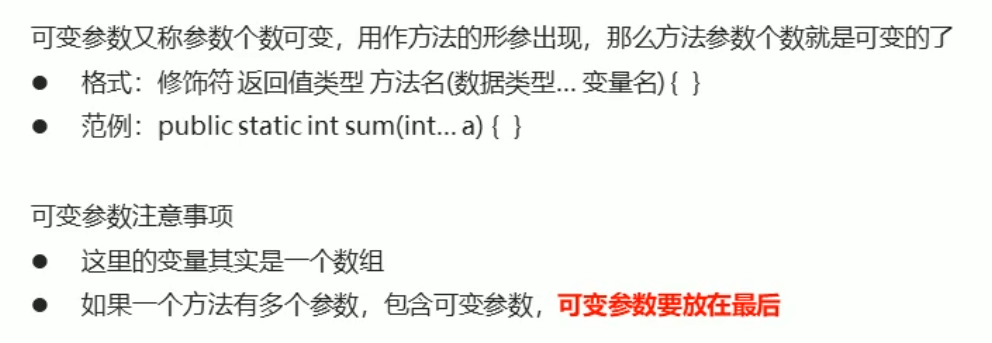 可变参数又称参数个数可变，用作方法的形参出现，那么方法参数个数就是可变的了
● 格式：修饰符 返回值类型 方法名(数据类型... 变量名) { }
● 范例：public static int sum(int... a) { }
可变参数注意事项
● 这里的变量其实是一个数组
● 如果一个方法有多个参数，包含可变参数，可变参数要放在最后